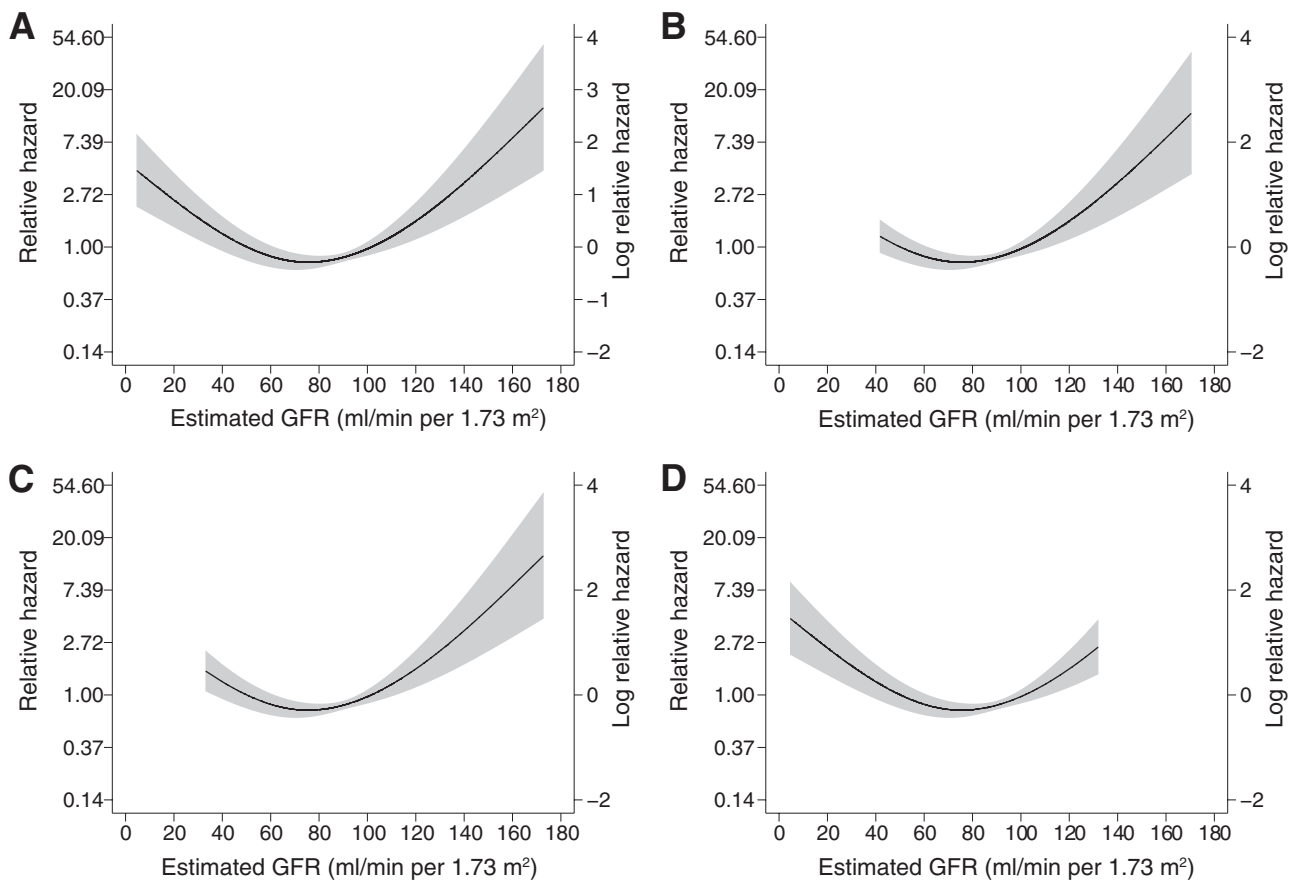 A
Relative hazard
54.60
20.09
7.39
2.72
1.00
0.37
0.14
4
3
2
1
0
−1
−2
Log relative hazard
0 20 40 60 80 100 120 140 160 180
Estimated GFR (ml/min per 1.73 m²)
B
Relative hazard
54.60
20.09
7.39
2.72
1.00
0.37
0.14
4
2
0
−2
Log relative hazard
0 20 40 60 80 100 120 140 160 180
Estimated GFR (ml/min per 1.73 m²)
C
Relative hazard
54.60
20.09
7.39
2.72
1.00
0.37
0.14
4
2
0
−2
Log relative hazard
0 20 40 60 80 100 120 140 160 180
Estimated GFR (ml/min per 1.73 m²)
D
Relative hazard
54.60
20.09
7.39
2.72
1.00
0.37
0.14
4
2
0
−2
Log relative hazard
0 20 40 60 80 100 120 140 160 180
Estimated GFR (ml/min per 1.73 m²)